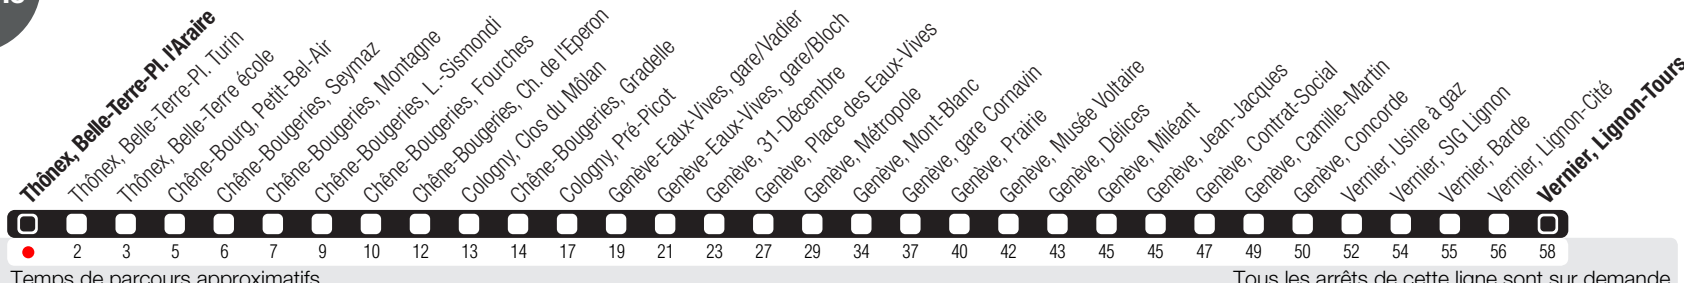 Thônex, Belle-Terre-Pl. l'Araire
Thônex, Belle-Terre-Pl. Turin
Thônex, Belle-Terre école
Chêne-Bourg, Petit-Bel-Air
Chêne-Bougeries, Seymaz
Chêne-Bougeries, Montagne
Chêne-Bougeries, L.-Sismondi
Chêne-Bougeries, Fourches
Chêne-Bougeries, Ch. de l'Eperon
Cologny, Clos du Môlan
Chêne-Bougeries, Gradelle
Cologny, Pré-Picot
Genève-Eaux-Vives, gare/Vadier
Genève-Eaux-Vives, gare/Bloch
Genève, 31-Décembre
Genève, Place des Eaux-Vives
Genève, Métropole
Genève, Mont-Blanc
Genève, gare Cornavin
Genève, Prairie
Genève, Musée Voltaire
Genève, Délices
Genève, Miléant
Genève, Jean-Jacques
Genève, Contrat-Social
Genève, Camille-Martin
Genève, Concorde
Vernier, Usine à gaz
Vernier, SIG Lignon
Vernier, Barde
Vernier, Lignon-Cité
Vernier, Lignon-Tours
2 3 5 6 7 9 10 12 13 14 17 19 21 23 27 29 34 37 40 42 43 45 45 47 49 50 52 54 55 56 58
Temps de parcours approximatifs
Tous les arrêts de cette ligne sont sur demande